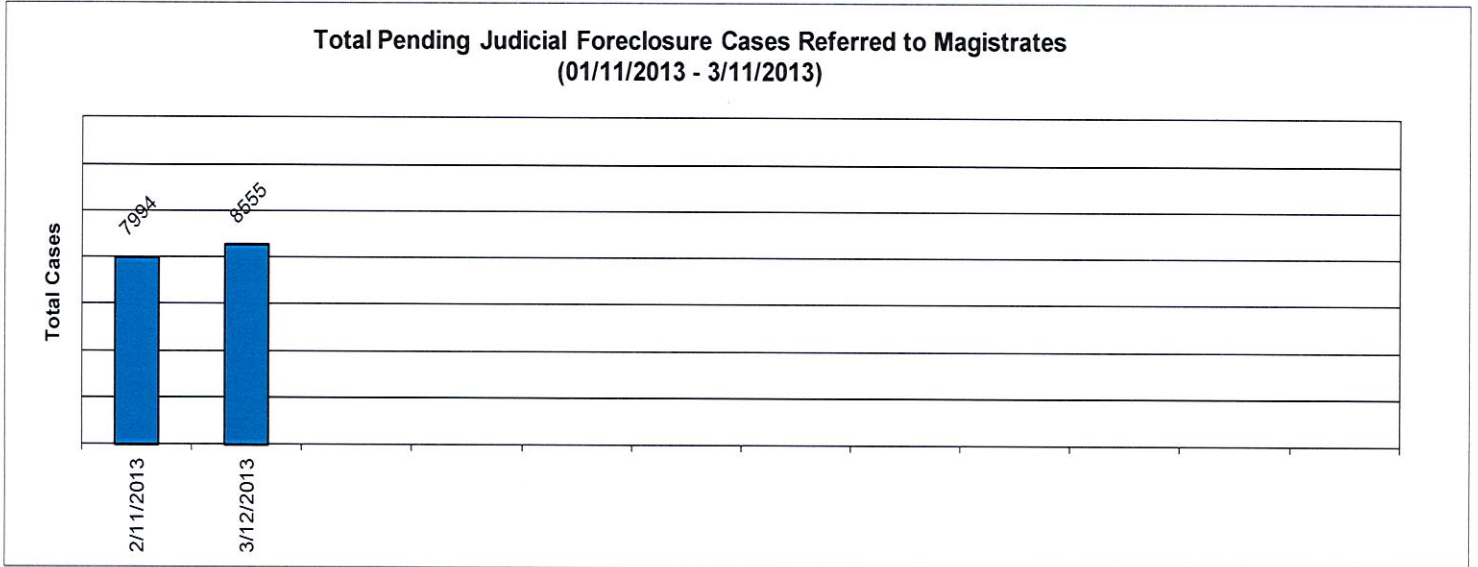 Total Pending Judicial Foreclosure Cases Referred to Magistrates
(01/11/2013 - 3/11/2013)
Total Cases
7994
8555
2/11/2013
3/12/2013